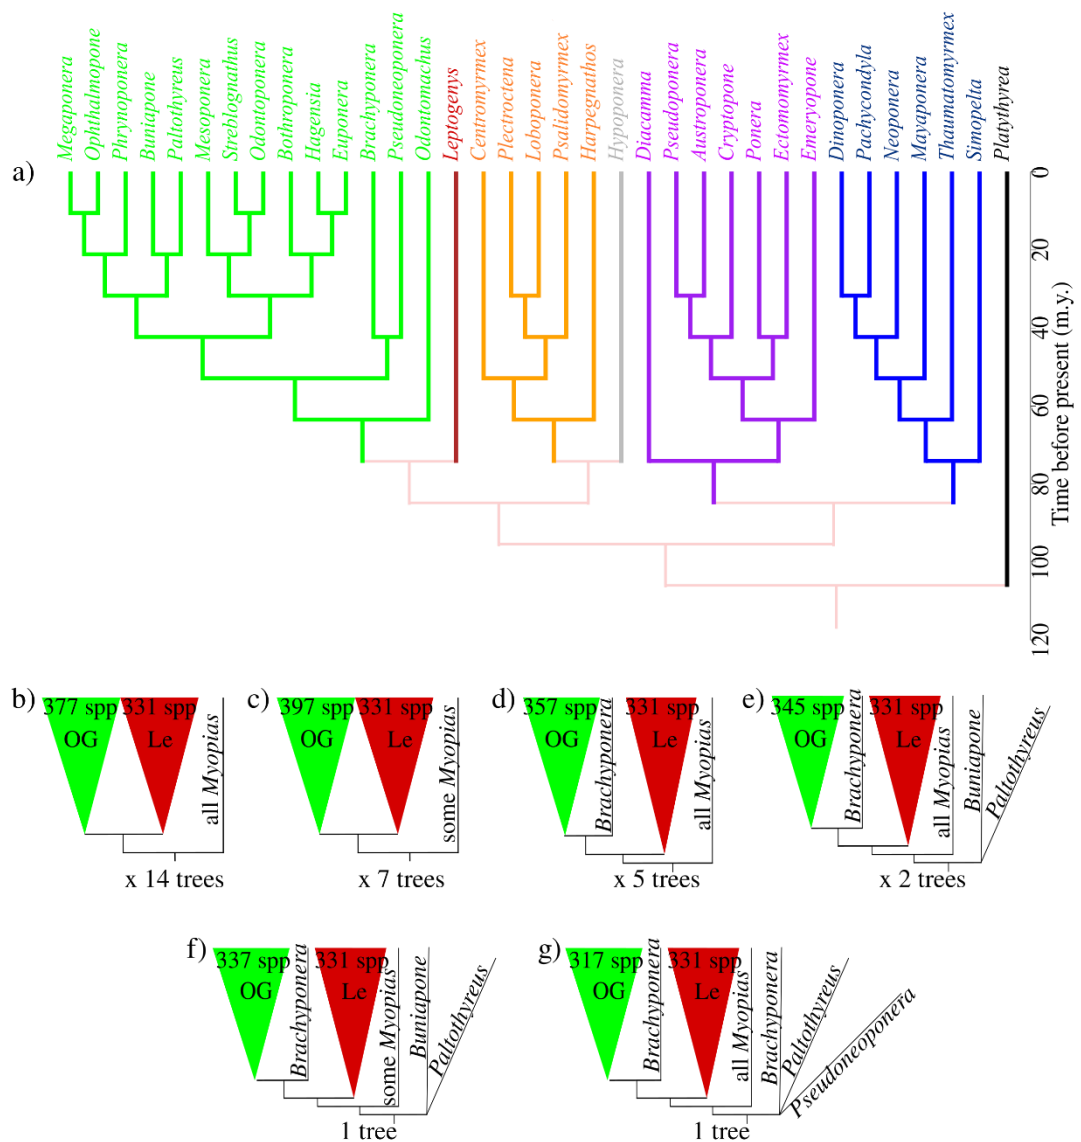 Megaponera
Ophthalmopone
Phrynoponera
Buniapone
Paltothyreus
Mesoponera
Streblognathus
Odontoponera
Bothroponera
Hagensia
Euponera
Brachyponera
Pseudoneoponera
Odontomachus
Leptogenys
Centromyrmex
Plectroctena
Loboponera
Psalidomyrmex
Harpegnathos
Hypoponera
Diacamma
Pseudoponera
Austroponera
Cryptopone
Ponera
Ectomomyrmex
Emeryopone
Dinoponera
Pachycondyla
Neoponera
Mayaponera
Thaumatomyrmex
Simopelta
Platythyrea
a)
0
20
40
60
80
100
120
Time before present (m.y.)
b)
377 spp
OG
331 spp
Le
all Myopias
x 14 trees
c)
397 spp
OG
331 spp
Le
some Myopias
x 7 trees
d)
357 spp
OG
Brachyponera
331 spp
Le
all Myopias
x 5 trees
e)
345 spp
OG
Brachyponera
331 spp
Le
all Myopias
Buniapone
Paltothyreus
x 2 trees
f)
337 spp
OG
Brachyponera
331 spp
Le
some Myopias
Buniapone
Paltothyreus
1 tree
g)
317 spp
OG
Brachyponera
331 spp
Le
all Myopias
Brachyponera
Paltothyreus
Pseudoneoponera
1 tree